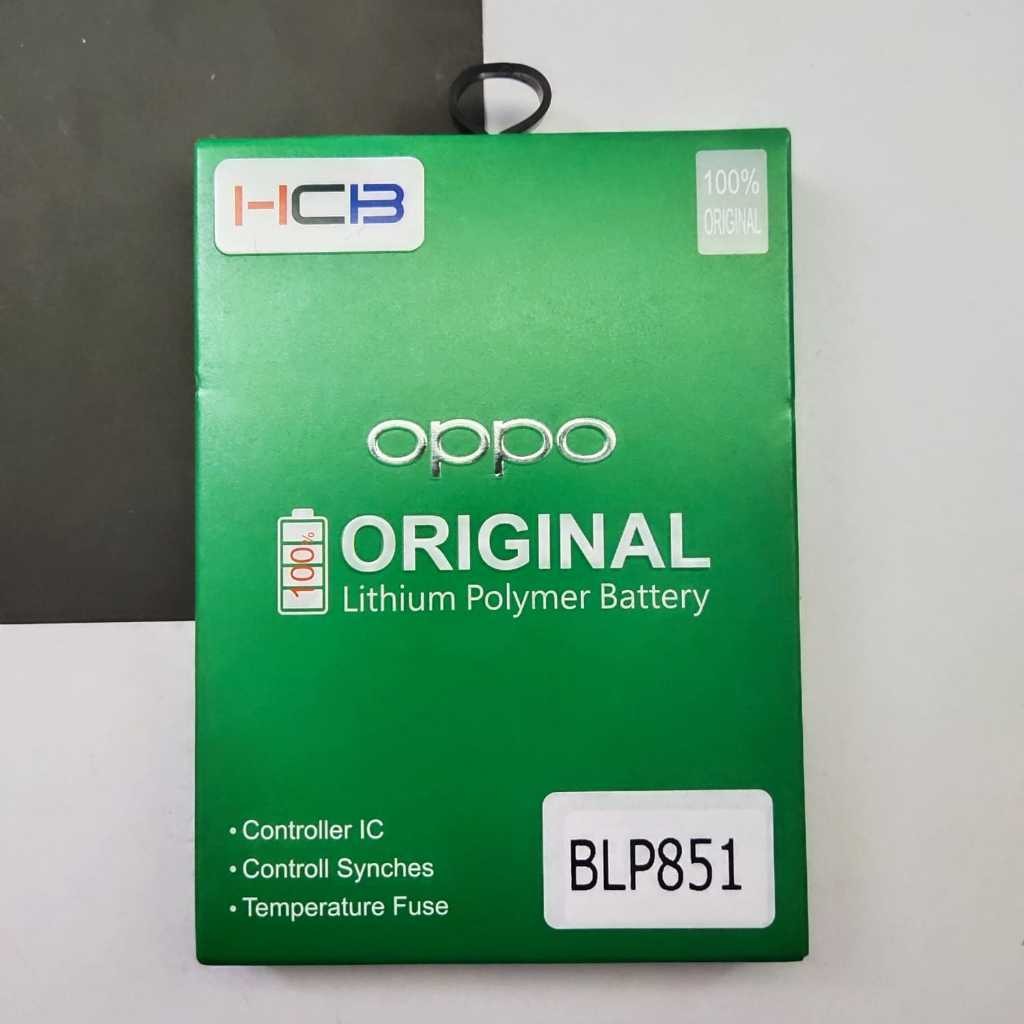 HCB
100%
ORIGINAL
oppo
100%
ORIGINAL
Lithium Polymer Battery
• Controller IC
• Controll Synches
• Temperature Fuse
BLP851